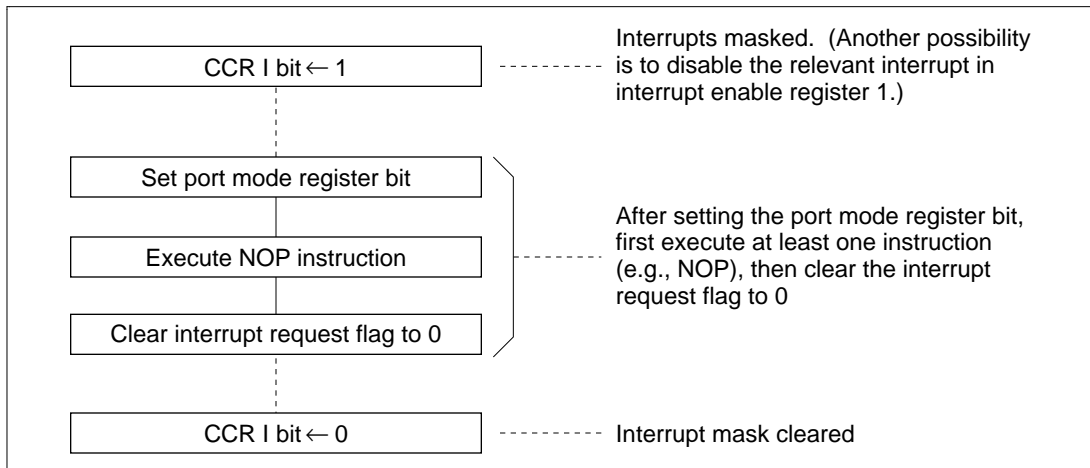 CCR I bit ← 1
Interrupts masked. (Another possibility
is to disable the relevant interrupt in
interrupt enable register 1.)
Set port mode register bit
Execute NOP instruction
Clear interrupt request flag to 0
After setting the port mode register bit,
first execute at least one instruction
(e.g., NOP), then clear the interrupt
request flag to 0
CCR I bit ← 0
Interrupt mask cleared